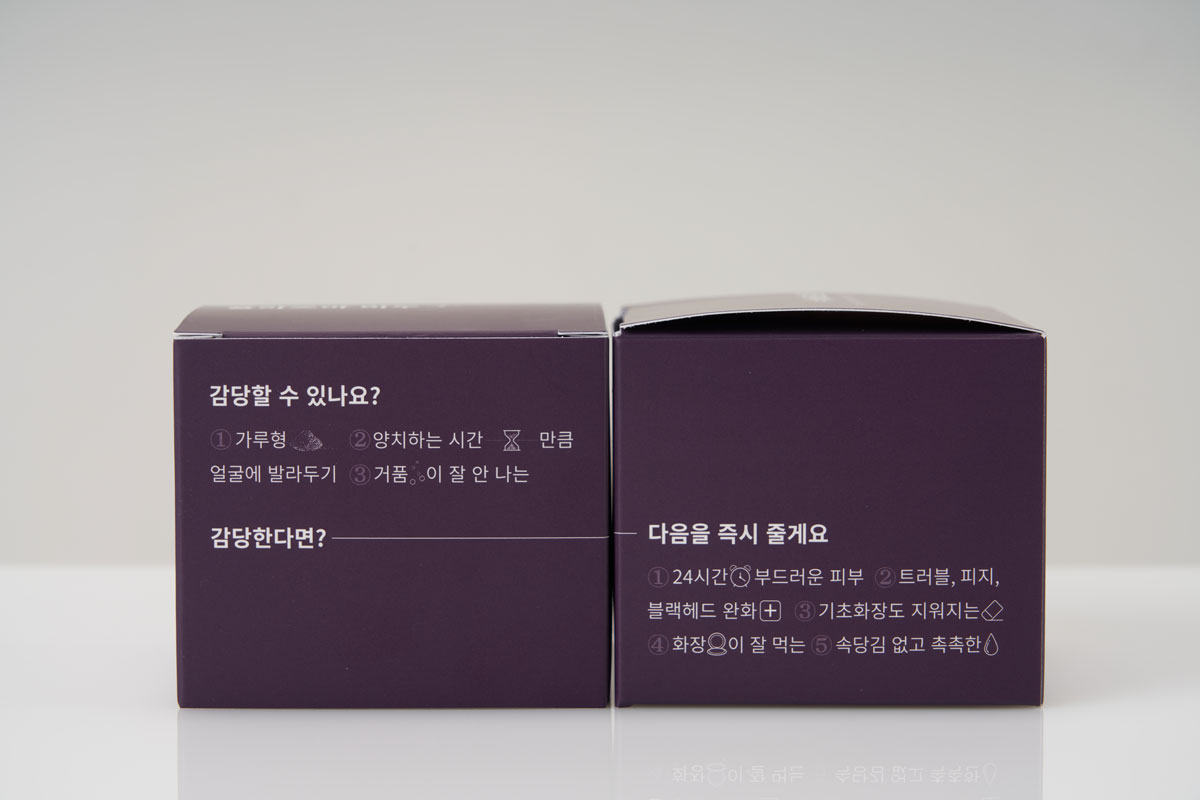 감당할 수 있나요?
① 가루형 ② 양치하는 시간 만큼
얼굴에 발라두기 ③ 거품이 잘 안 나는
감당한다면?
다음을 즉시 줄게요
① 24시간 부드러운 피부 ② 트러블, 피지,
블랙헤드 완화 ③ 기초화장도 지워지는
④ 화장이 잘 먹는 ⑤ 속당김 없고 촉촉한